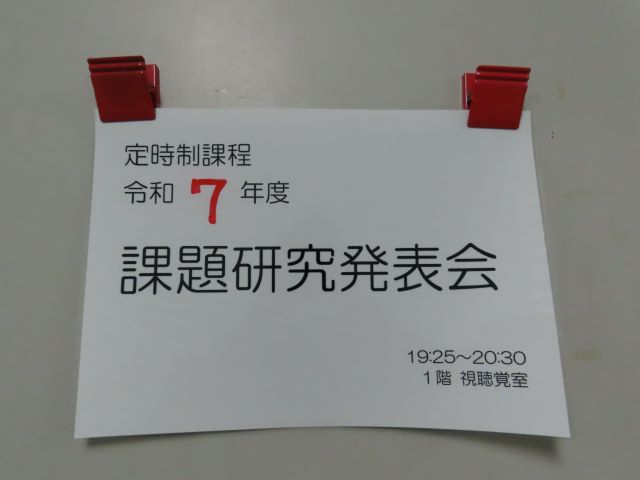 定時制課程
令和 7 年度
課題研究発表会
19:25～20:30
1階 視聴覚室